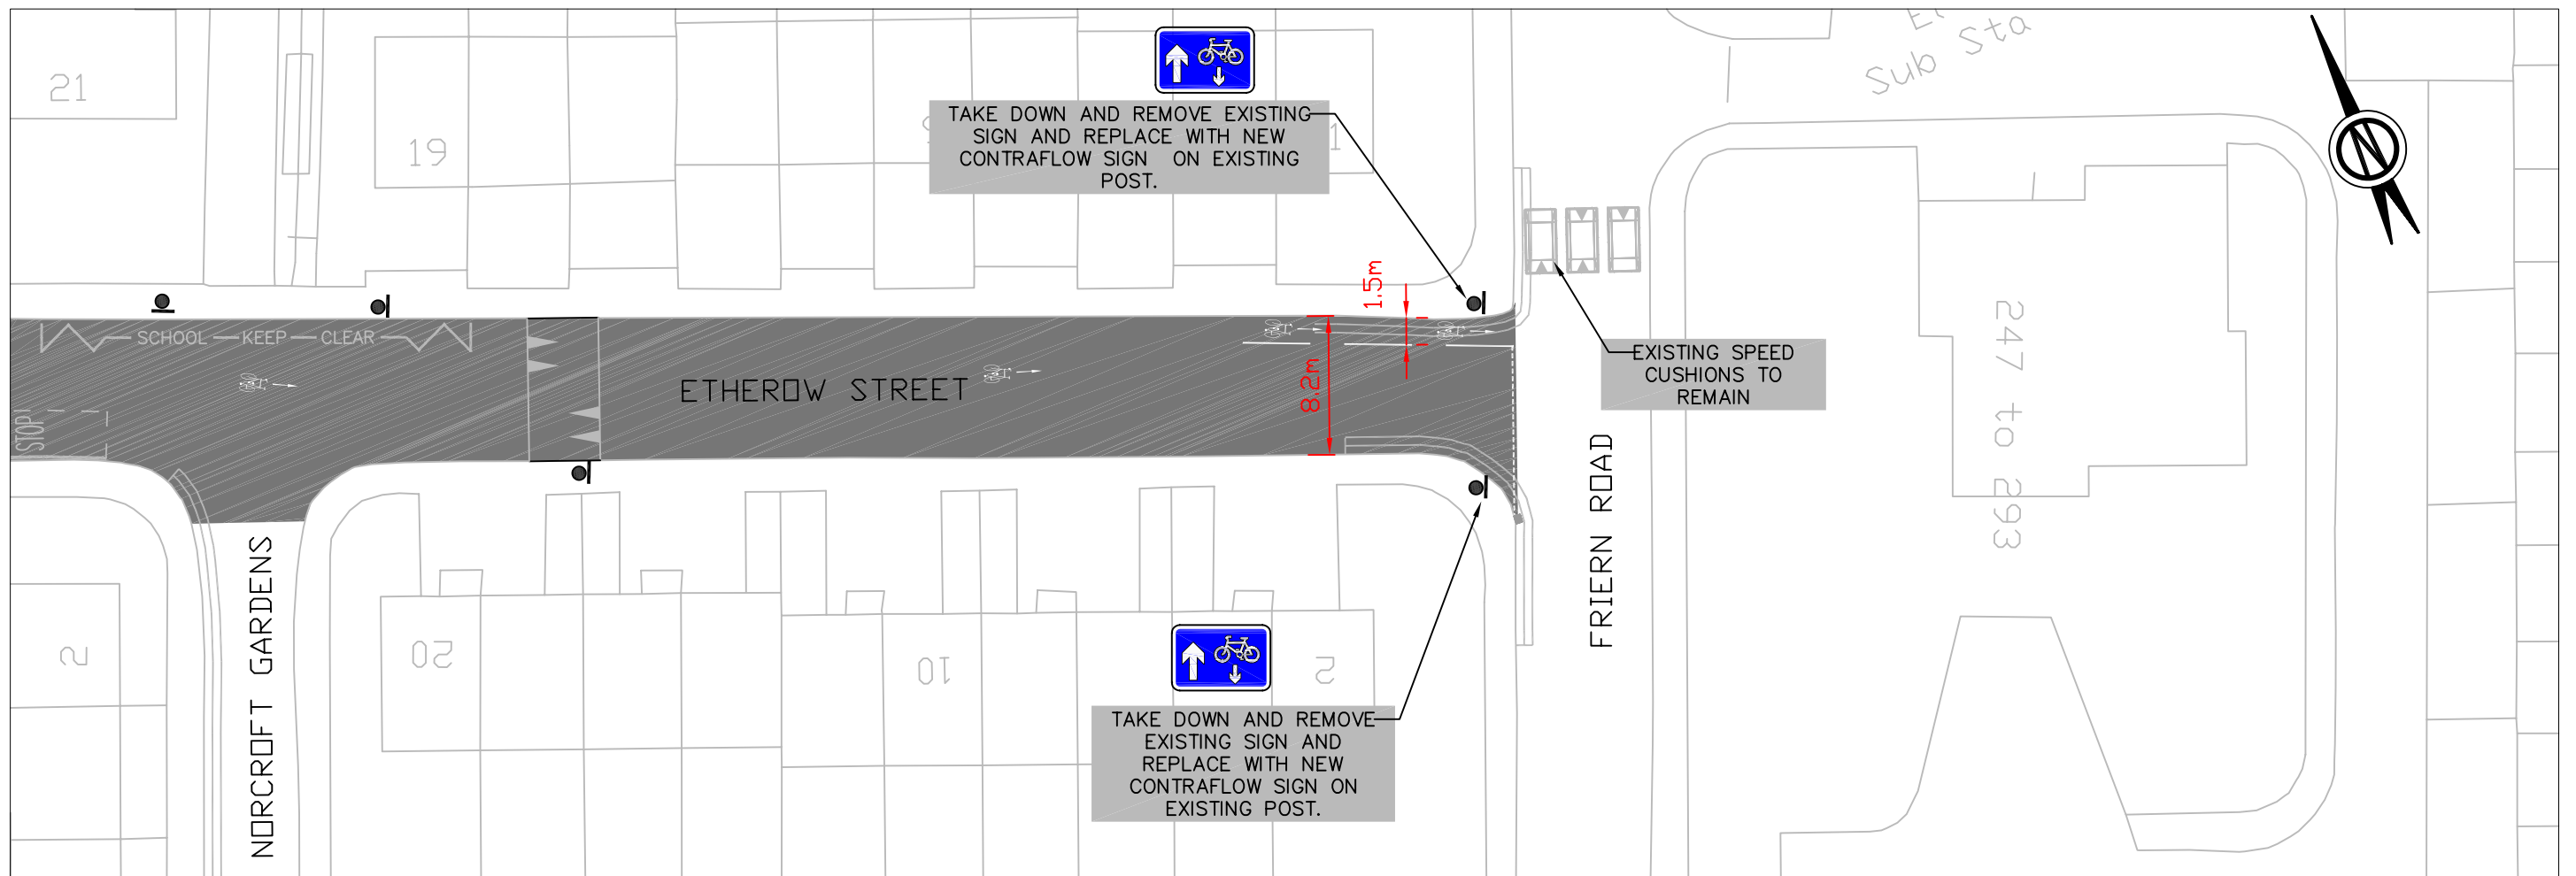 21
19
TAKE DOWN AND REMOVE EXISTING
SIGN AND REPLACE WITH NEW
CONTRAFLOW SIGN ON EXISTING
POST.
Sub Sta
N
1.5m
8.2m
SCHOOL KEEP CLEAR
STOP
ETHEROW STREET
EXISTING SPEED
CUSHIONS TO
REMAIN
247 to 293
FRIERN ROAD
NORCROFT GARDENS
2
20
10
2
TAKE DOWN AND REMOVE
EXISTING SIGN AND
REPLACE WITH NEW
CONTRAFLOW SIGN ON
EXISTING POST.